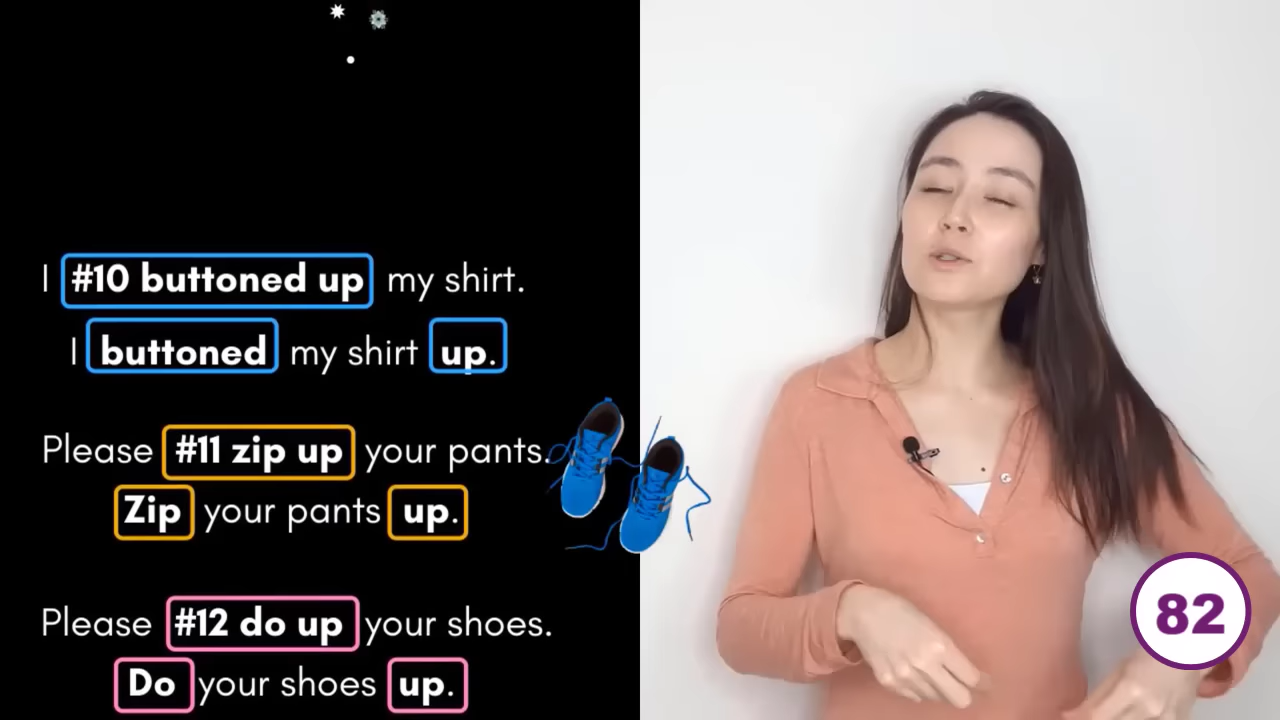 I #10 buttoned up my shirt.
I buttoned my shirt up.
Please #11 zip up your pants.
Zip your pants up.
Please #12 do up your shoes.
Do your shoes up.
82